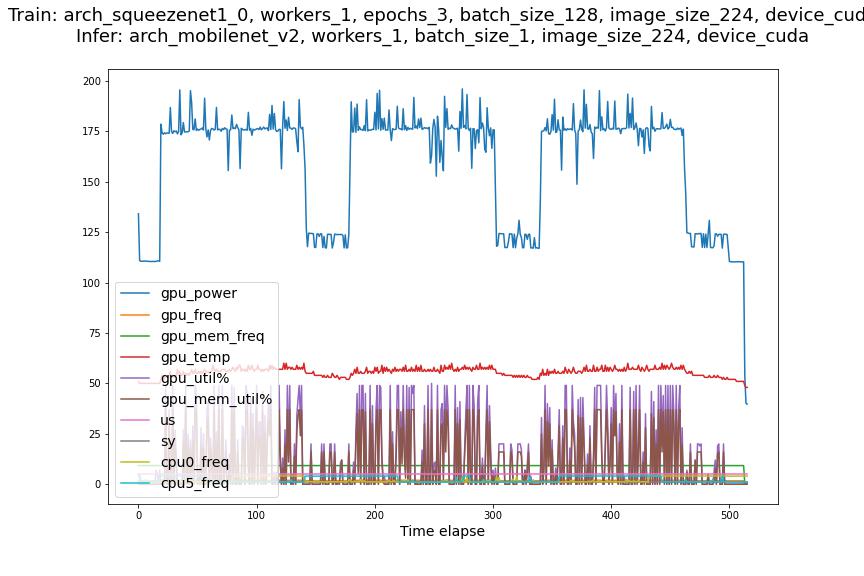 Train: arch_squeezenet1_0, workers_1, epochs_3, batch_size_128, image_size_224, device_cud
Infer: arch_mobilenet_v2, workers_1, batch_size_1, image_size_224, device_cuda
200
175
150
125
100
75
50
25
0
gpu_power
gpu_freq
gpu_mem_freq
gpu_temp
gpu_util%
gpu_mem_util%
us
sy
cpu0_freq
cpu5_freq
0 100 200 300 400 500
Time elapse